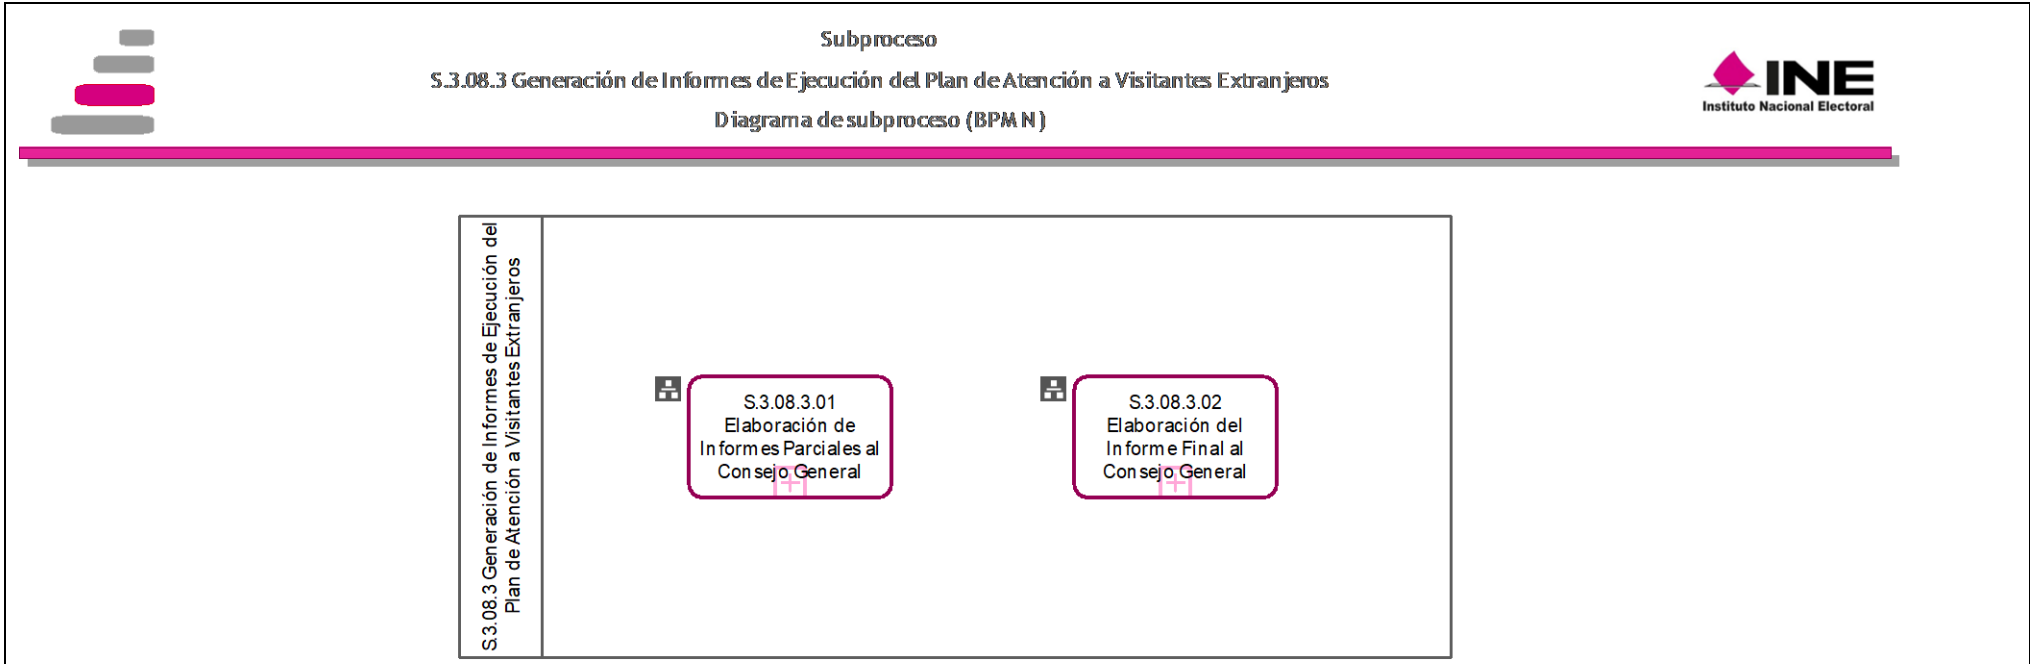 Subproceso
S.3.08.3 Generación de Informes de Ejecución del Plan de Atención a Visitantes Extranjeros
Diagrama de subproceso (BPMN)
INE
Instituto Nacional Electoral
S.3.08.3 Generación de Informes de Ejecución del
Plan de Atención a Visitantes Extranjeros
S.3.08.3.01
Elaboración de
Informes Parciales al
Consejo General
S.3.08.3.02
Elaboración del
Informe Final al
Consejo General